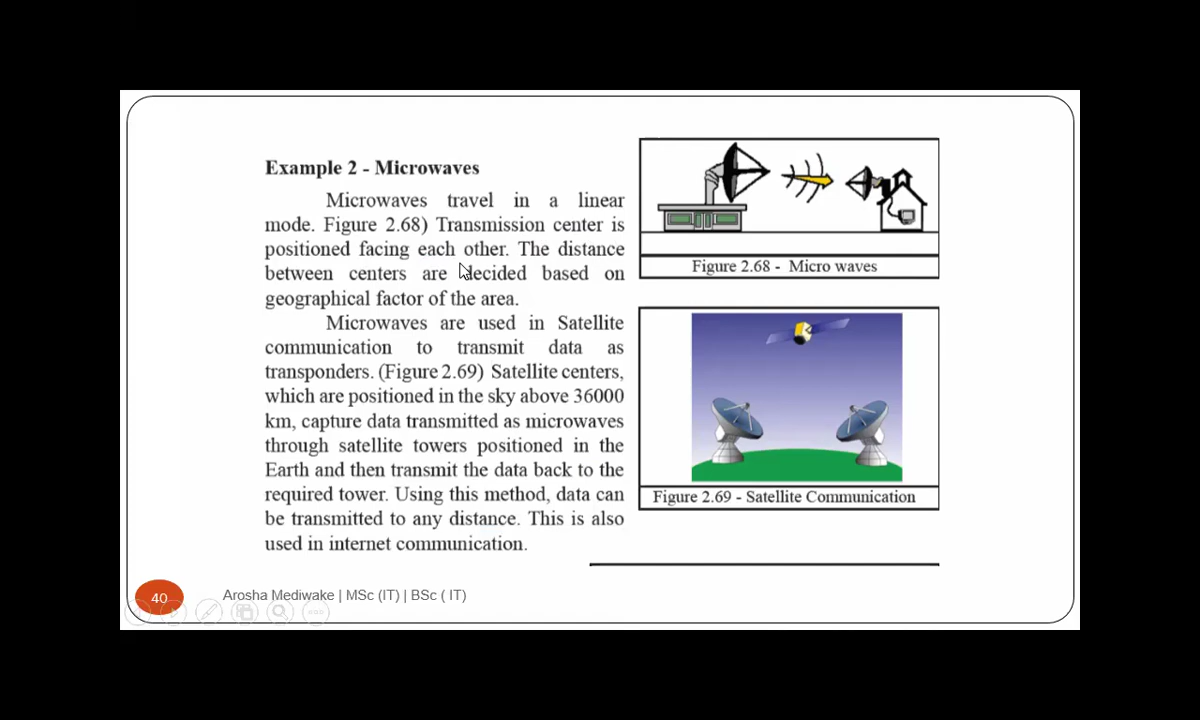 Example 2 - Microwaves
Microwaves travel in a linear
mode. Figure 2.68) Transmission center is
positioned facing each other. The distance
between centers are decided based on
geographical factor of the area.
Microwaves are used in Satellite
communication to transmit data as
transponders. (Figure 2.69) Satellite centers,
which are positioned in the sky above 36000
km, capture data transmitted as microwaves
through satellite towers positioned in the
Earth and then transmit the data back to the
required tower. Using this method, data can
be transmitted to any distance. This is also
used in internet communication.
Figure 2.68 - Micro waves
Figure 2.69 - Satellite Communication
40
Arosha Mediwake | MSc (IT) | BSc ( IT)